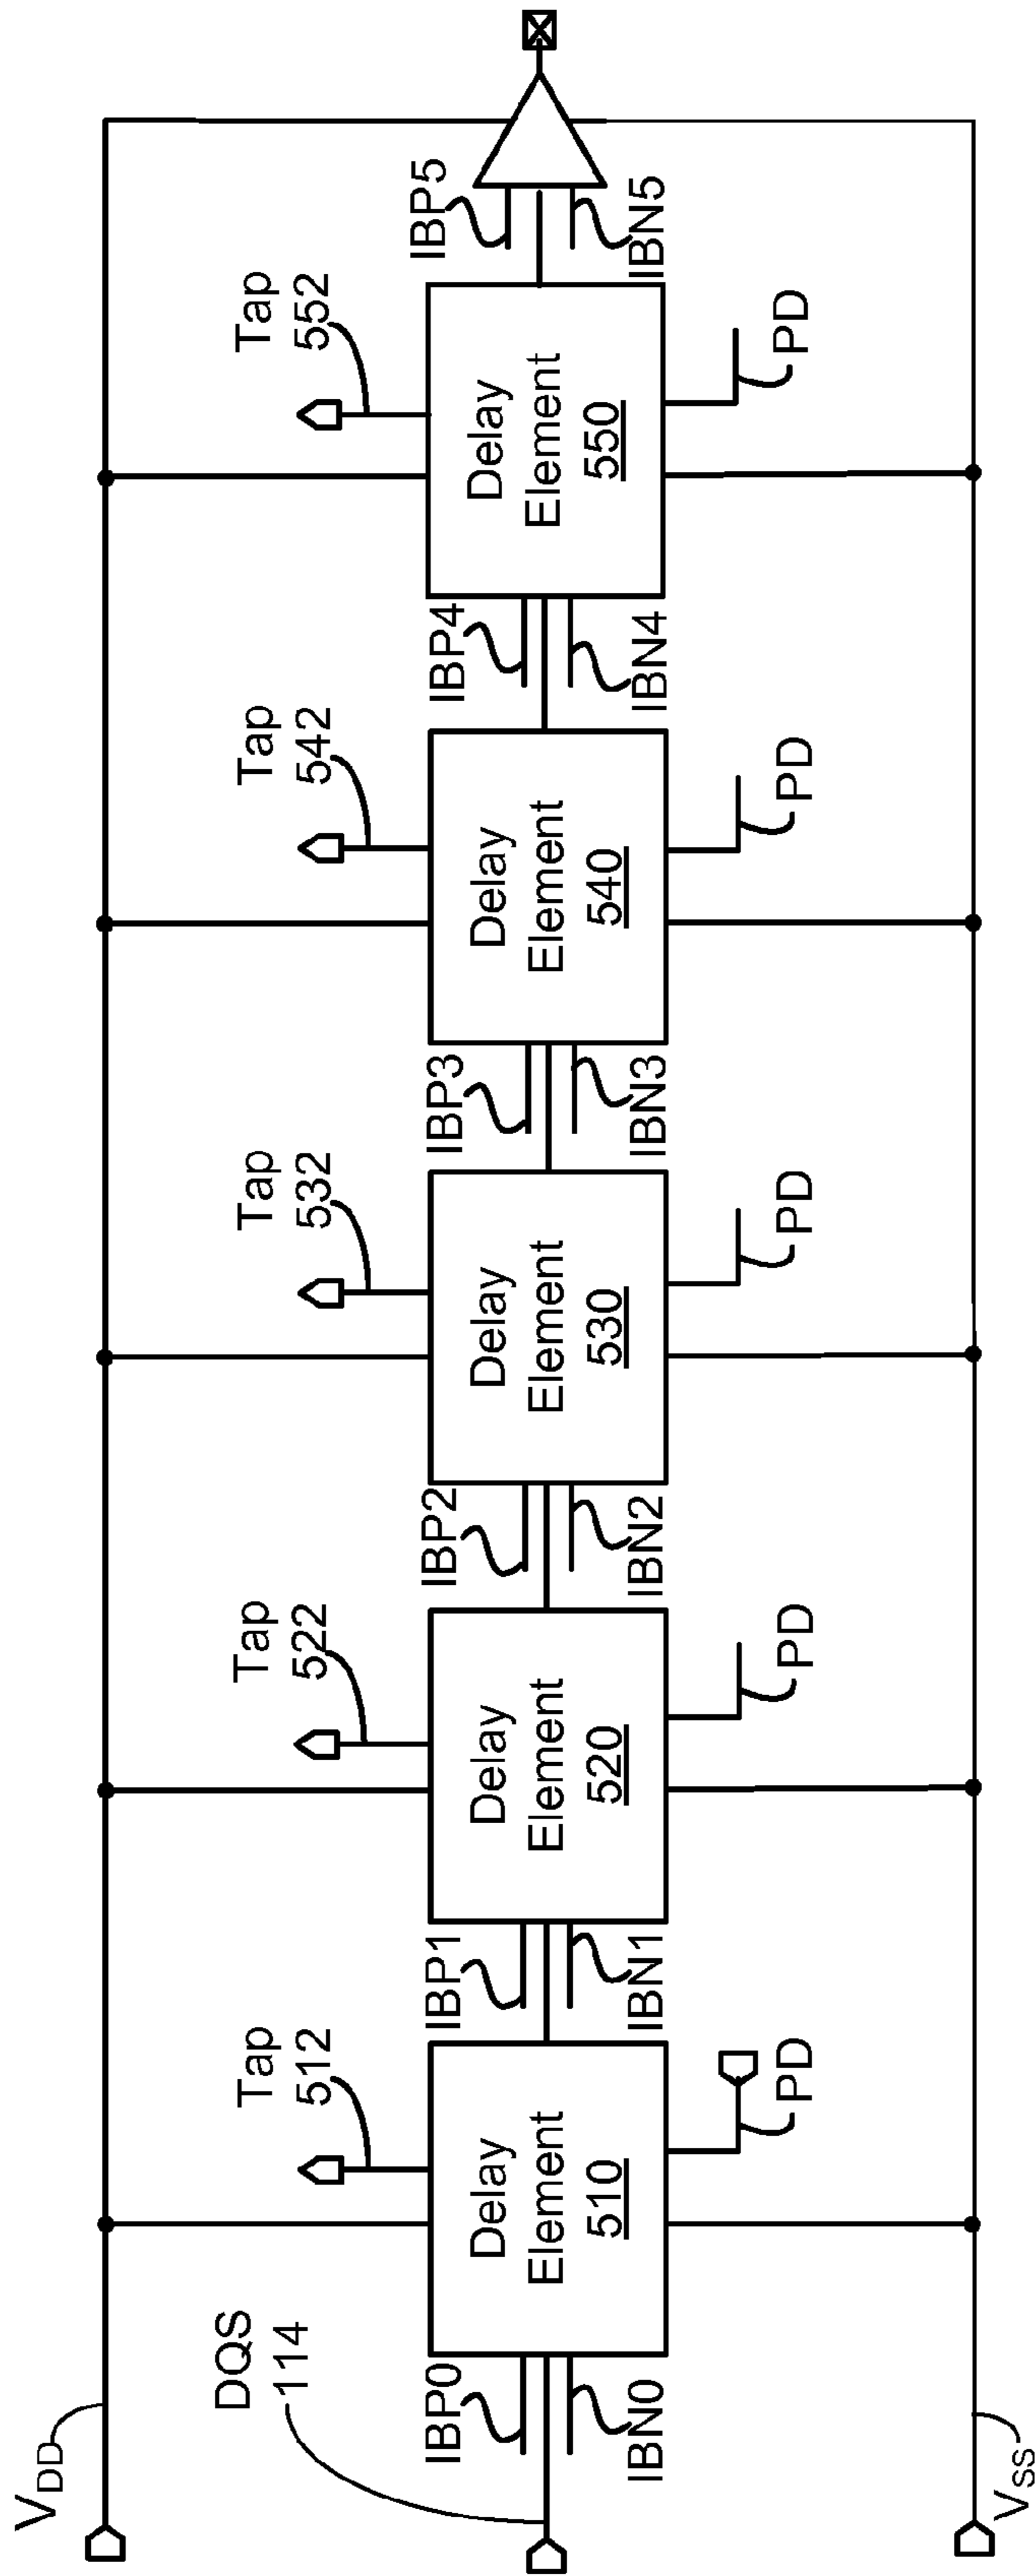 V_DD
DQS
114
IBP0
IBN0
Tap
512
Delay
Element
510
PD
IBP1
IBN1
Tap
522
Delay
Element
520
PD
IBP2
IBN2
Tap
532
Delay
Element
530
PD
IBP3
IBN3
Tap
542
Delay
Element
540
PD
IBP4
IBN4
Tap
552
Delay
Element
550
PD
IBP5
IBN5
V_SS